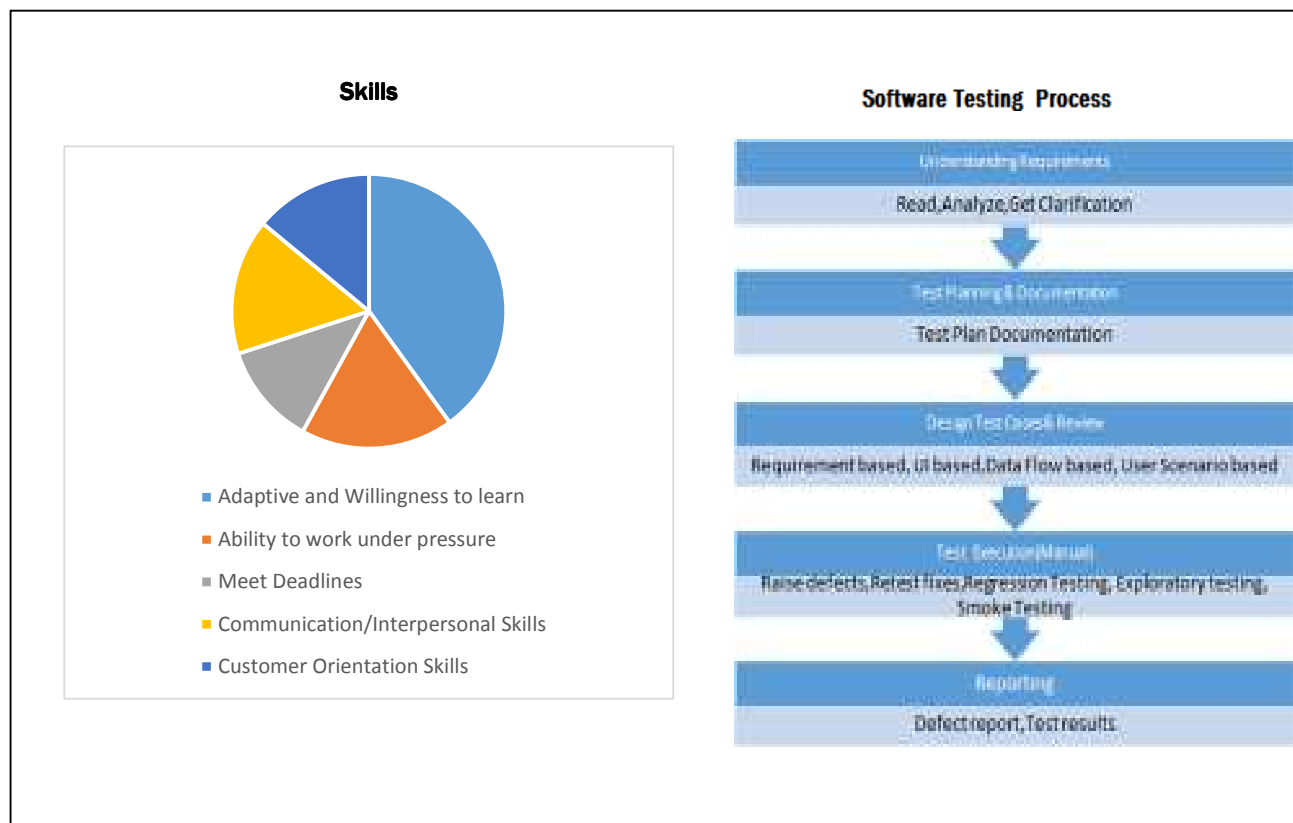 Skills
Adaptive and Willingness to learn
Ability to work under pressure
Meet Deadlines
Communication/Interpersonal Skills
Customer Orientation Skills
Software Testing Process
Understanding Requirements
Read,Analyze,Get Clarification
Test Planning& Documentation
Test Plan Documentation
Design Test Cases& Review
Requirement based, UI based,Data Flow based, User Scenario based
Test Execution(Manual)
Raise defects,Retest fixes,Regression Testing, Exploratory testing,
Smoke Testing
Reporting
Defect report,Test results